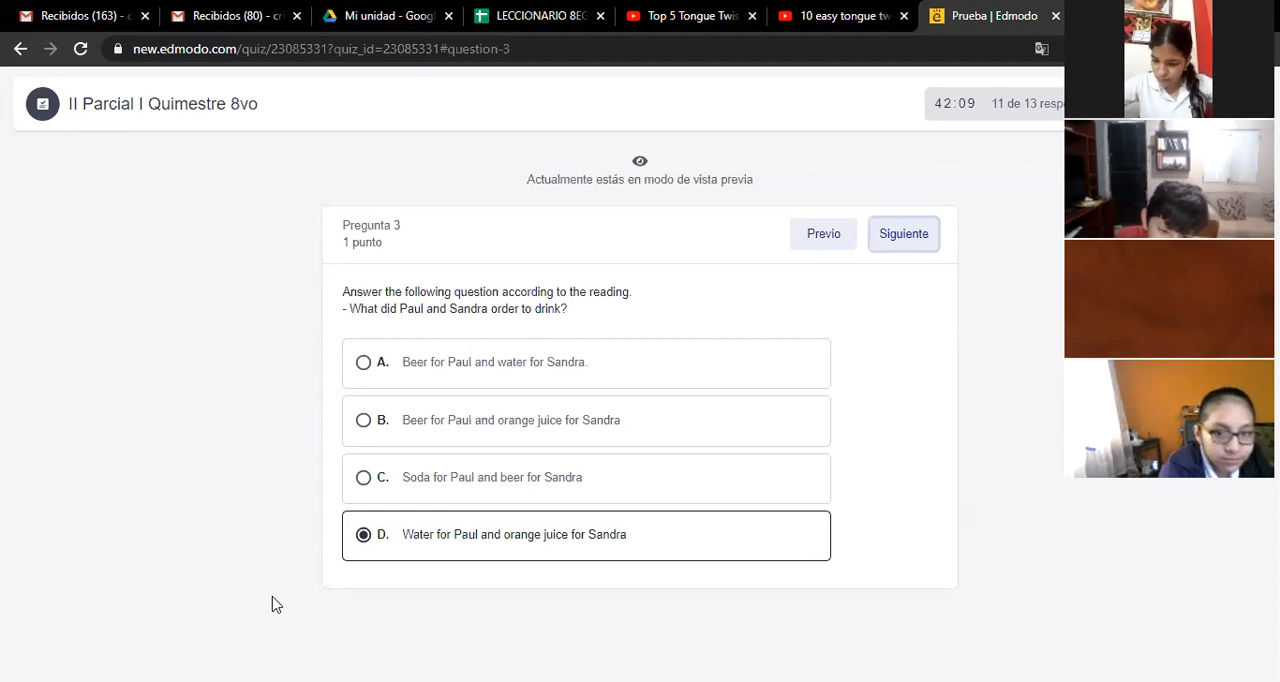 Recibidos (163) - c
Recibidos (80) - cri
Mi unidad - Googl
LECCIONARIO 8EG
Top 5 Tongue Twis
10 easy tongue tw
Prueba | Edmodo
new.edmodo.com/quiz/23085331?quiz_id=23085331#question-3
II Parcial I Quimestre 8vo
42:09 11 de 13 resp
Actualmente estás en modo de vista previa
Pregunta 3
1 punto
Previo
Siguiente
Answer the following question according to the reading.
- What did Paul and Sandra order to drink?
A. Beer for Paul and water for Sandra.
B. Beer for Paul and orange juice for Sandra
C. Soda for Paul and beer for Sandra
D. Water for Paul and orange juice for Sandra